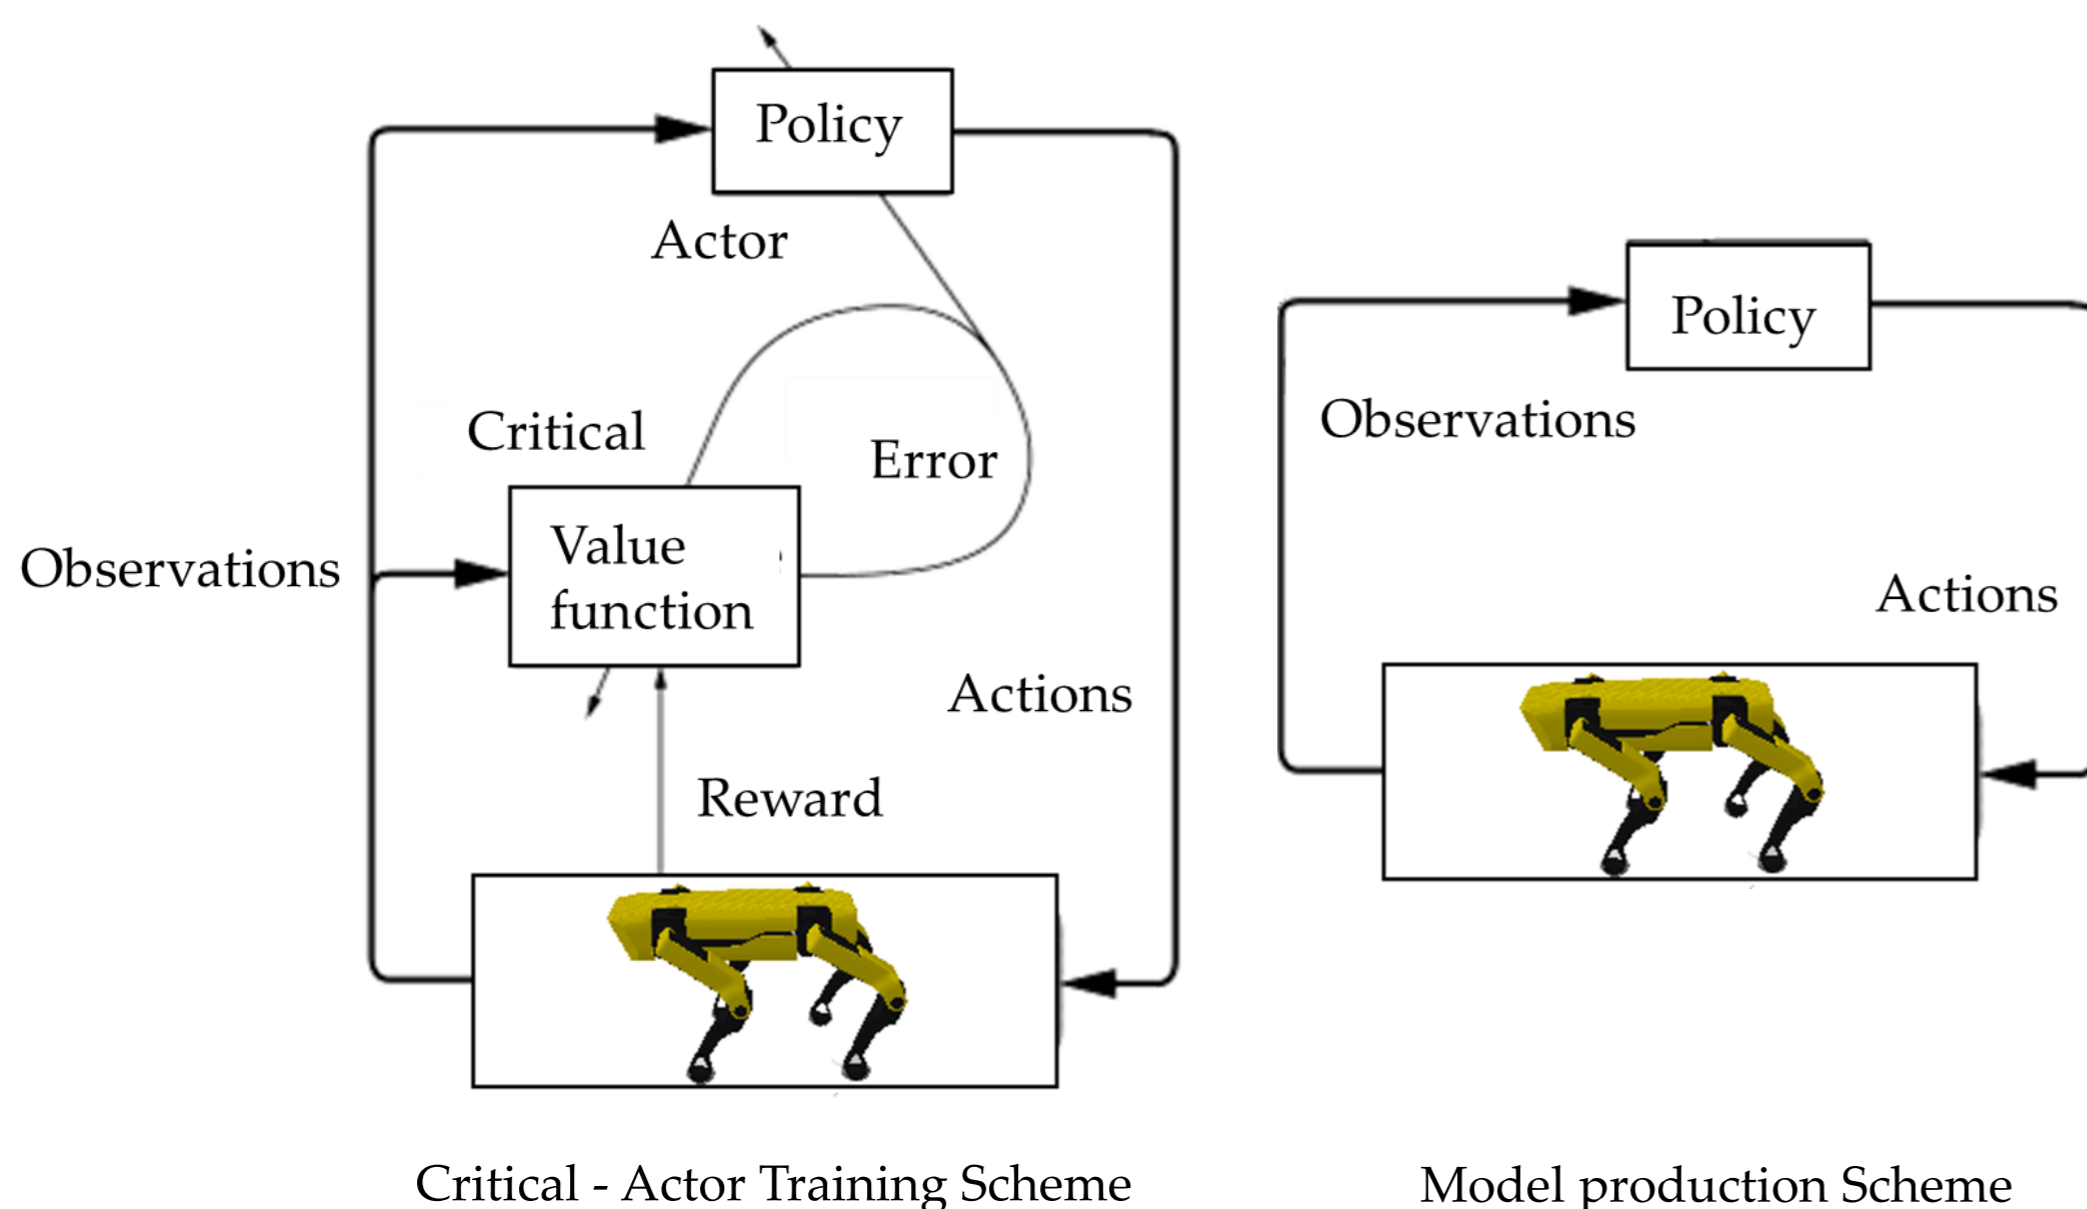 Policy
Actor
Critical
Error
Value
function
Observations
Actions
Reward
Critical - Actor Training Scheme
Policy
Observations
Actions
Model production Scheme